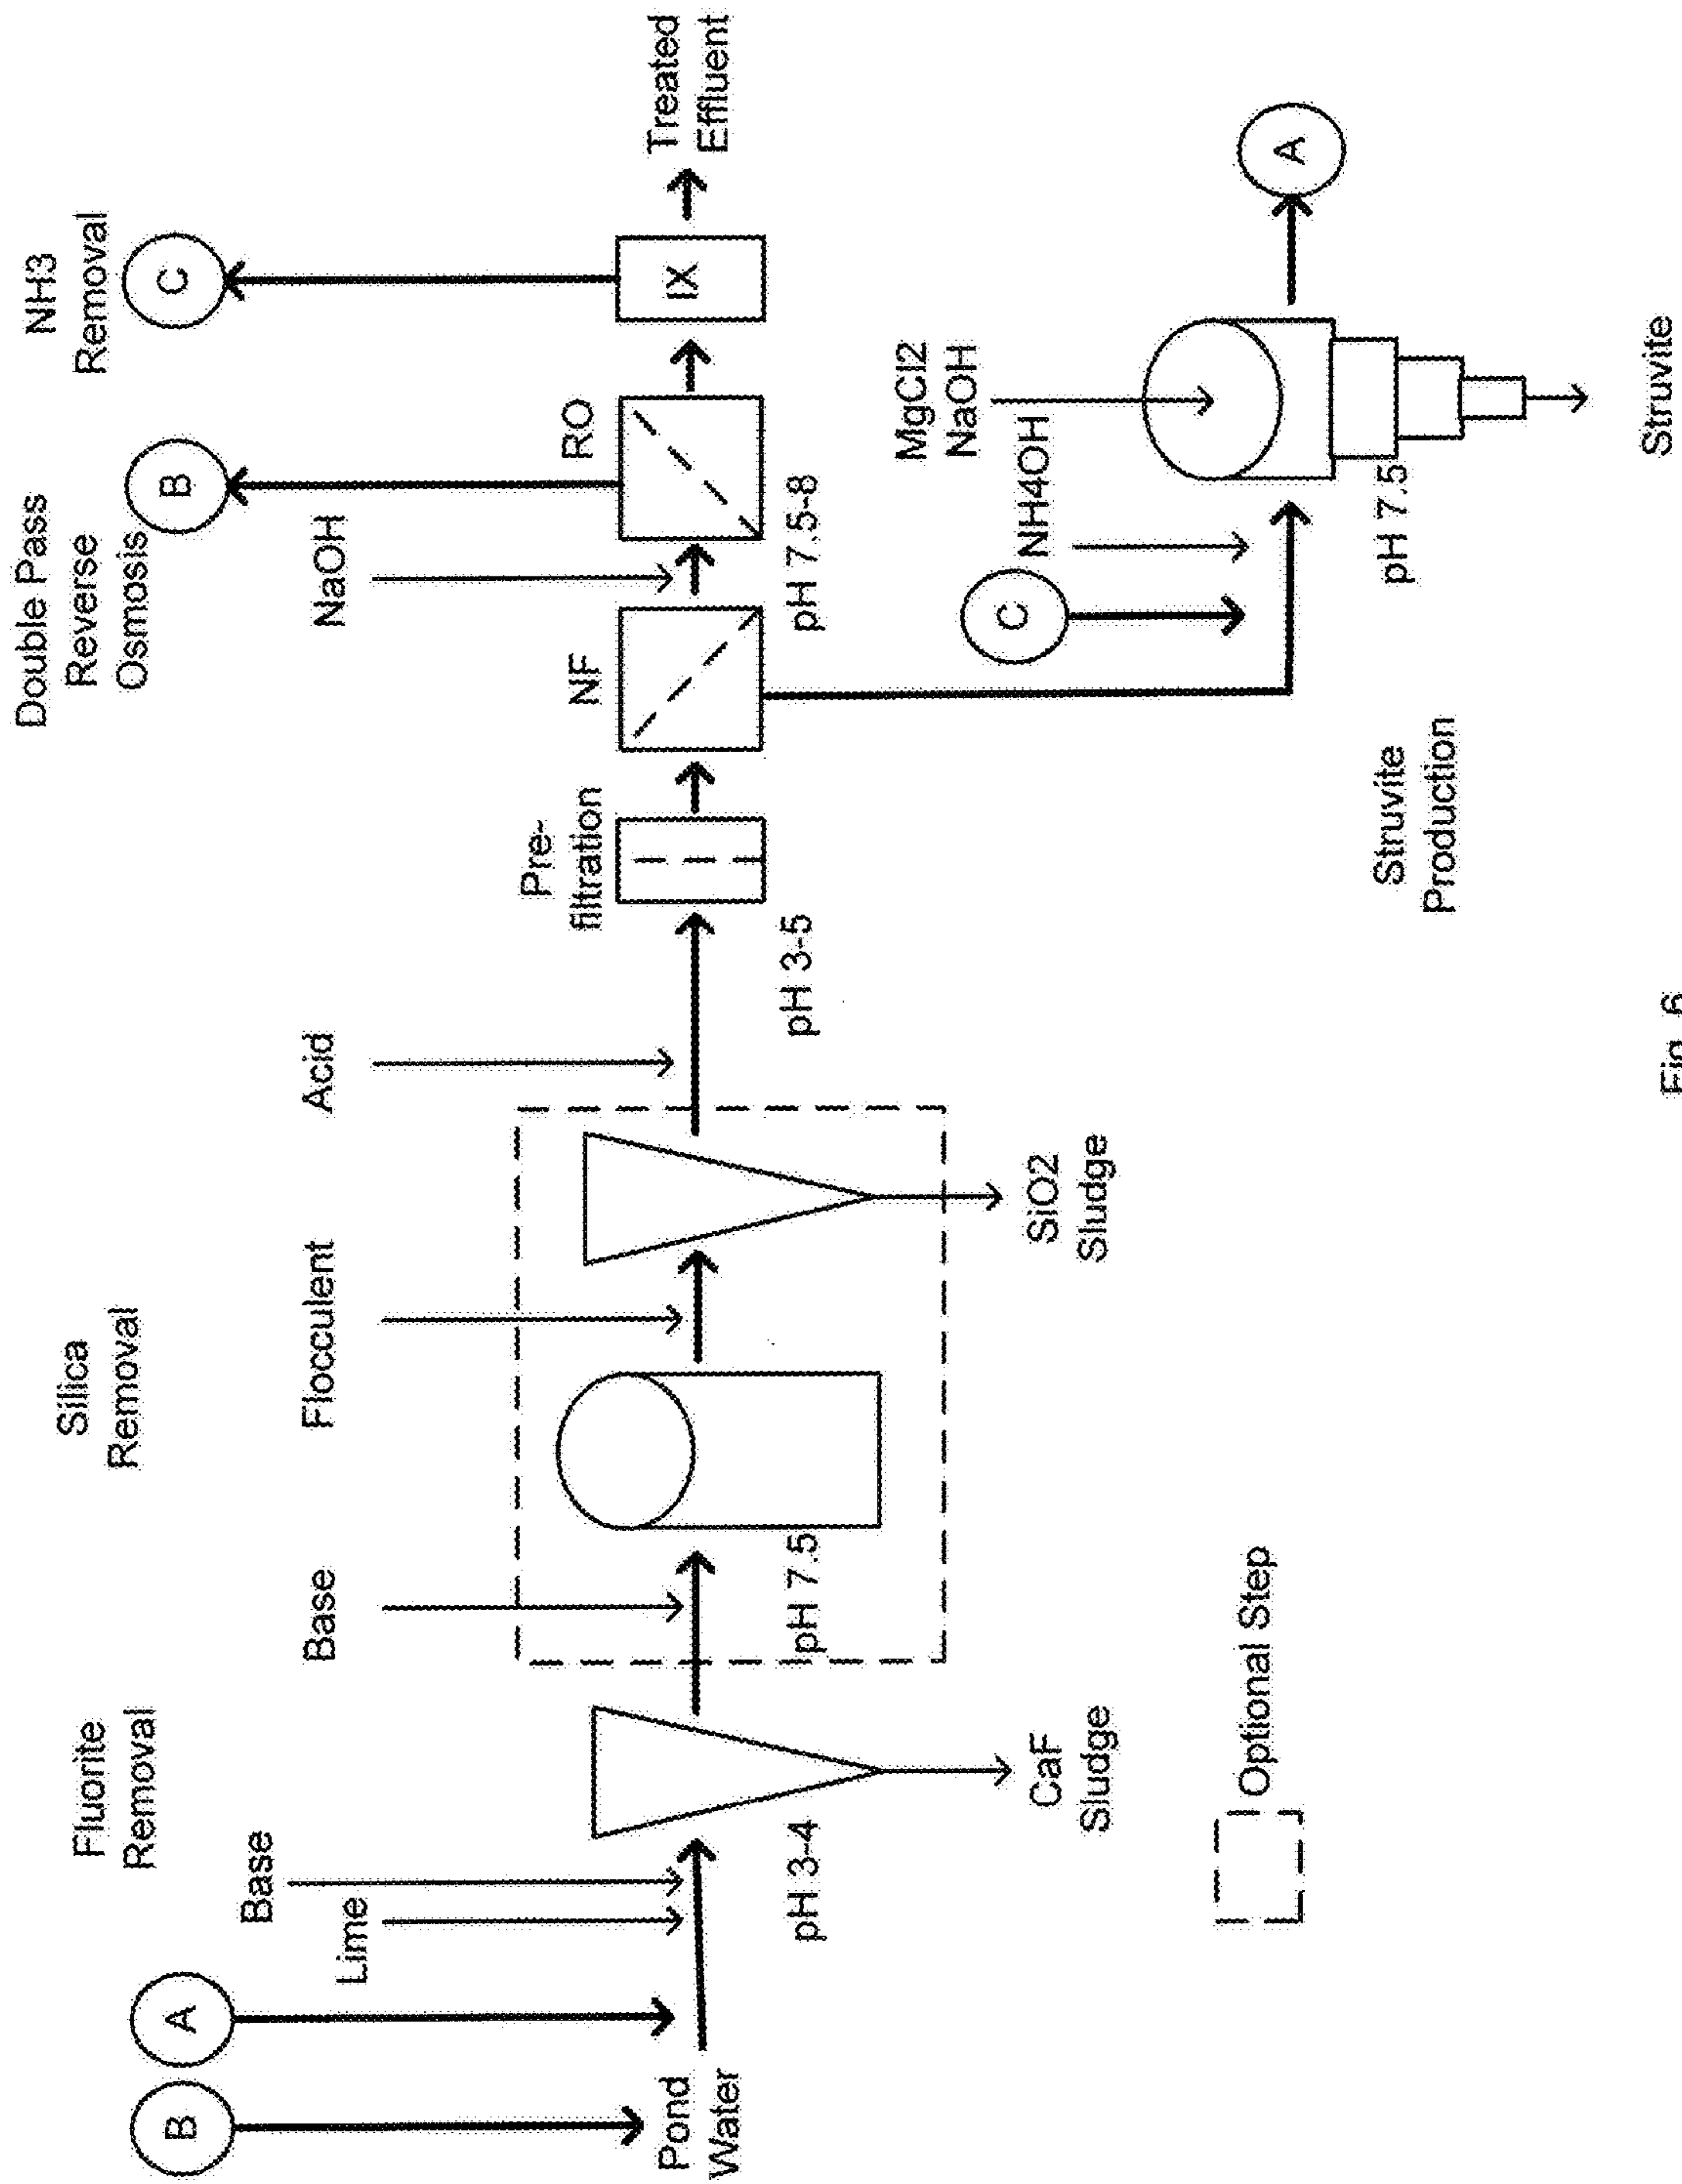 Fluorite
Removal
Silica
Removal
Double Pass
Reverse
Osmosis
NH3
Removal
B
A
Base
Lime
Base
Flocculent
Acid
NaOH
B
C
Pre-
filtration
NF
RO
IX
Pond
Water
Treated
Effluent
pH 3-4
pH 7.5
pH 3-5
pH 7.5-8
CaF
Sludge
SiO2
Sludge
C
NH4OH
MgCl2
NaOH
A
Optional Step
Struvite
Production
pH 7.5
Struvite
Fig. 6